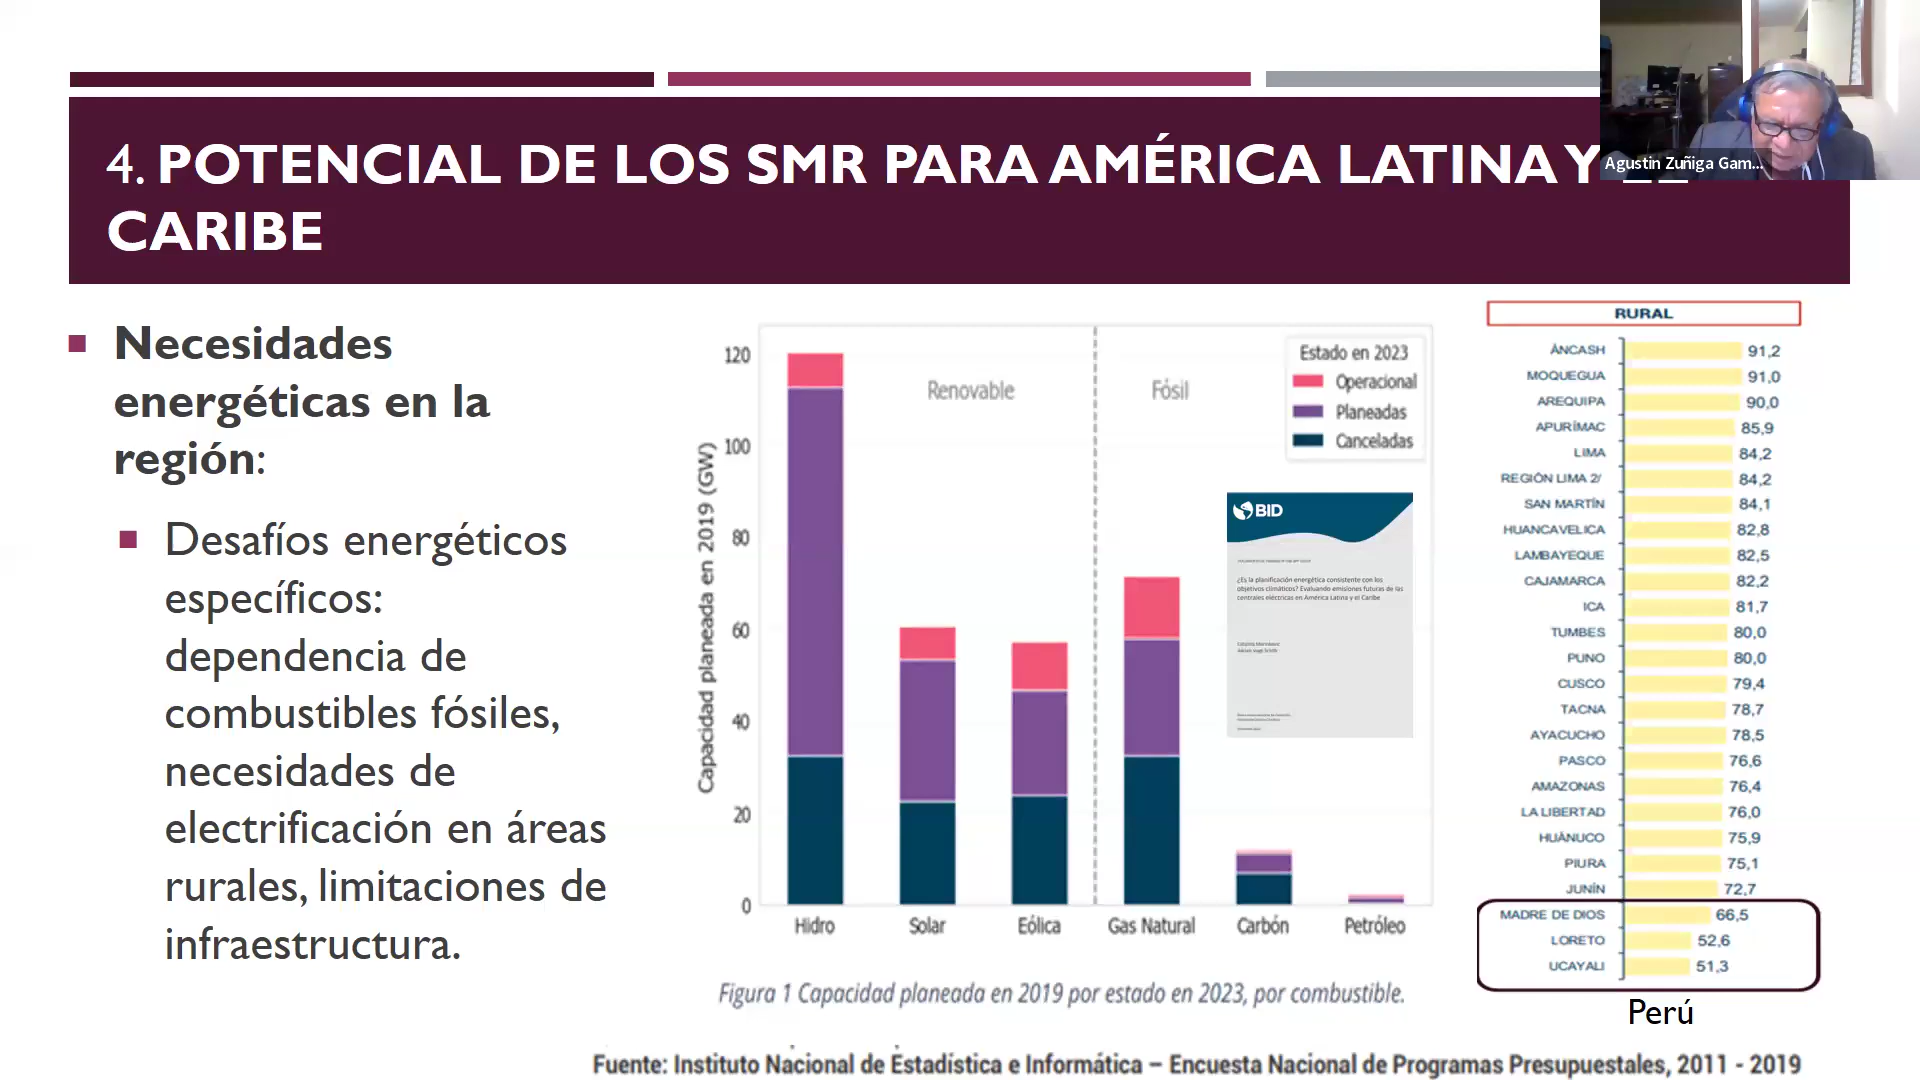 4. POTENCIAL DE LOS SMR PARA AMÉRICA LATINA Y EL
CARIBE
Agustin Zuñiga Gam...
Necesidades
energéticas en la
región:
Desafíos energéticos
específicos:
dependencia de
combustibles fósiles,
necesidades de
electrificación en áreas
rurales, limitaciones de
infraestructura.
Capacidad planeada en 2019 (GW)
120
100
80
60
40
20
0
Renovable
Fósil
Estado en 2023
Operacional
Planeadas
Canceladas
BID
¿Es la planificación energética consistente con los
objetivos climáticos? Evaluando emisiones futuras de las
centrales eléctricas en América Latina y el Caribe
Hidro
Solar
Eólica
Gas Natural
Carbón
Petróleo
Figura 1 Capacidad planeada en 2019 por estado en 2023, por combustible.
RURAL
ÁNCASH 91,2
MOQUEGUA 91,0
AREQUIPA 90,0
APURÍMAC 85,9
LIMA 84,2
REGIÓN LIMA 2/ 84,2
SAN MARTÍN 84,1
HUANCAVELICA 82,8
LAMBAYEQUE 82,5
CAJAMARCA 82,2
ICA 81,7
TUMBES 80,0
PUNO 80,0
CUSCO 79,4
TACNA 78,7
AYACUCHO 78,5
PASCO 76,6
AMAZONAS 76,4
LA LIBERTAD 76,0
HUÁNUCO 75,9
PIURA 75,1
JUNÍN 72,7
MADRE DE DIOS 66,5
LORETO 52,6
UCAYALI 51,3
Perú
Fuente: Instituto Nacional de Estadística e Informática – Encuesta Nacional de Programas Presupuestales, 2011 - 2019